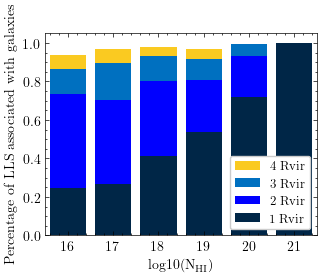 Percentage of LLS associated with galaxies
1.0
0.8
0.6
0.4
0.2
0.0
4 Rvir
3 Rvir
2 Rvir
1 Rvir
16 17 18 19 20 21
log10(N_HI)